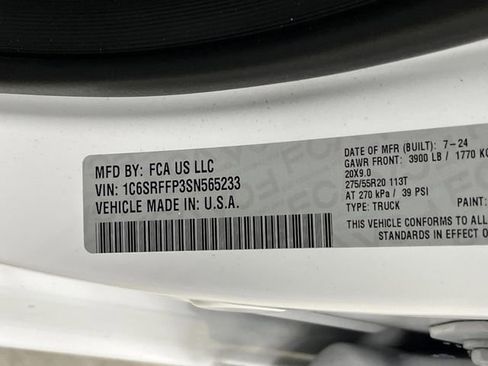 MFD BY: FCA US LLC
VIN: 1C6SRFFP3SN565233
VEHICLE MADE IN: U.S.A.
DATE OF MFR (BUILT): 7-24
GAWR FRONT: 3900 LB / 1770 KG
20X9.0
275/55R20 113T
AT 270 kPa / 39 PSI
TYPE: TRUCK PAINT:
THIS VEHICLE CONFORMS TO ALL
STANDARDS IN EFFECT O